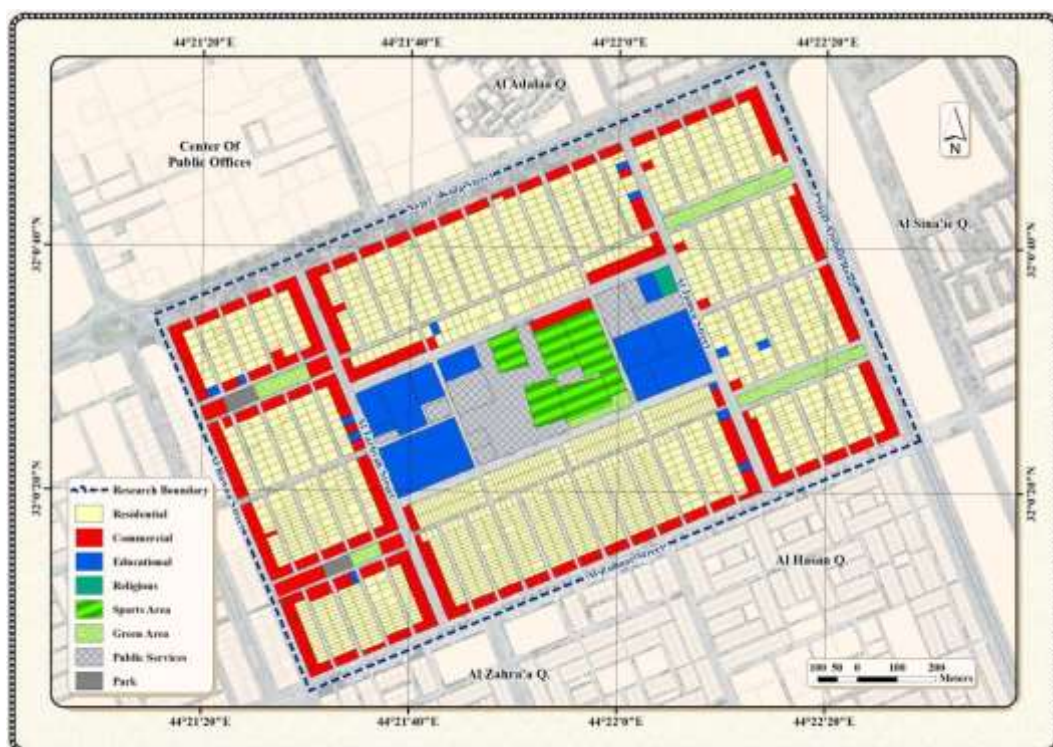 44°21'20"E 44°21'40"E 44°22'0"E 44°22'20"E
Al Adalaa Q.
Center Of
Public Offices
N
Al Sina'ie Q.
32°0'40"N 32°0'40"N
32°0'20"N 32°0'20"N
Research Boundary
Residential
Commercial
Educational
Religious
Sports Area
Green Area
Public Services
Park
Street
Al Hasan Q.
Al Zahra'a Q.
100 50 0 100 200
Meters
44°21'20"E 44°21'40"E 44°22'0"E 44°22'20"E